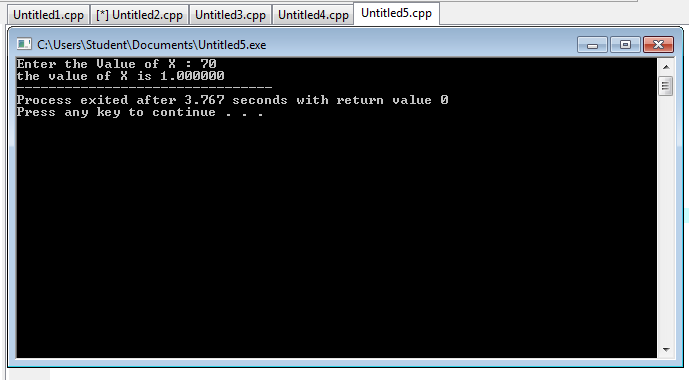 Untitled1.cpp [*] Untitled2.cpp Untitled3.cpp Untitled4.cpp Untitled5.cpp
C:\Users\Student\Documents\Untitled5.exe
Enter the Value of X : 70
the value of X is 1.000000
--------------------------------
Process exited after 3.767 seconds with return value 0
Press any key to continue . . .